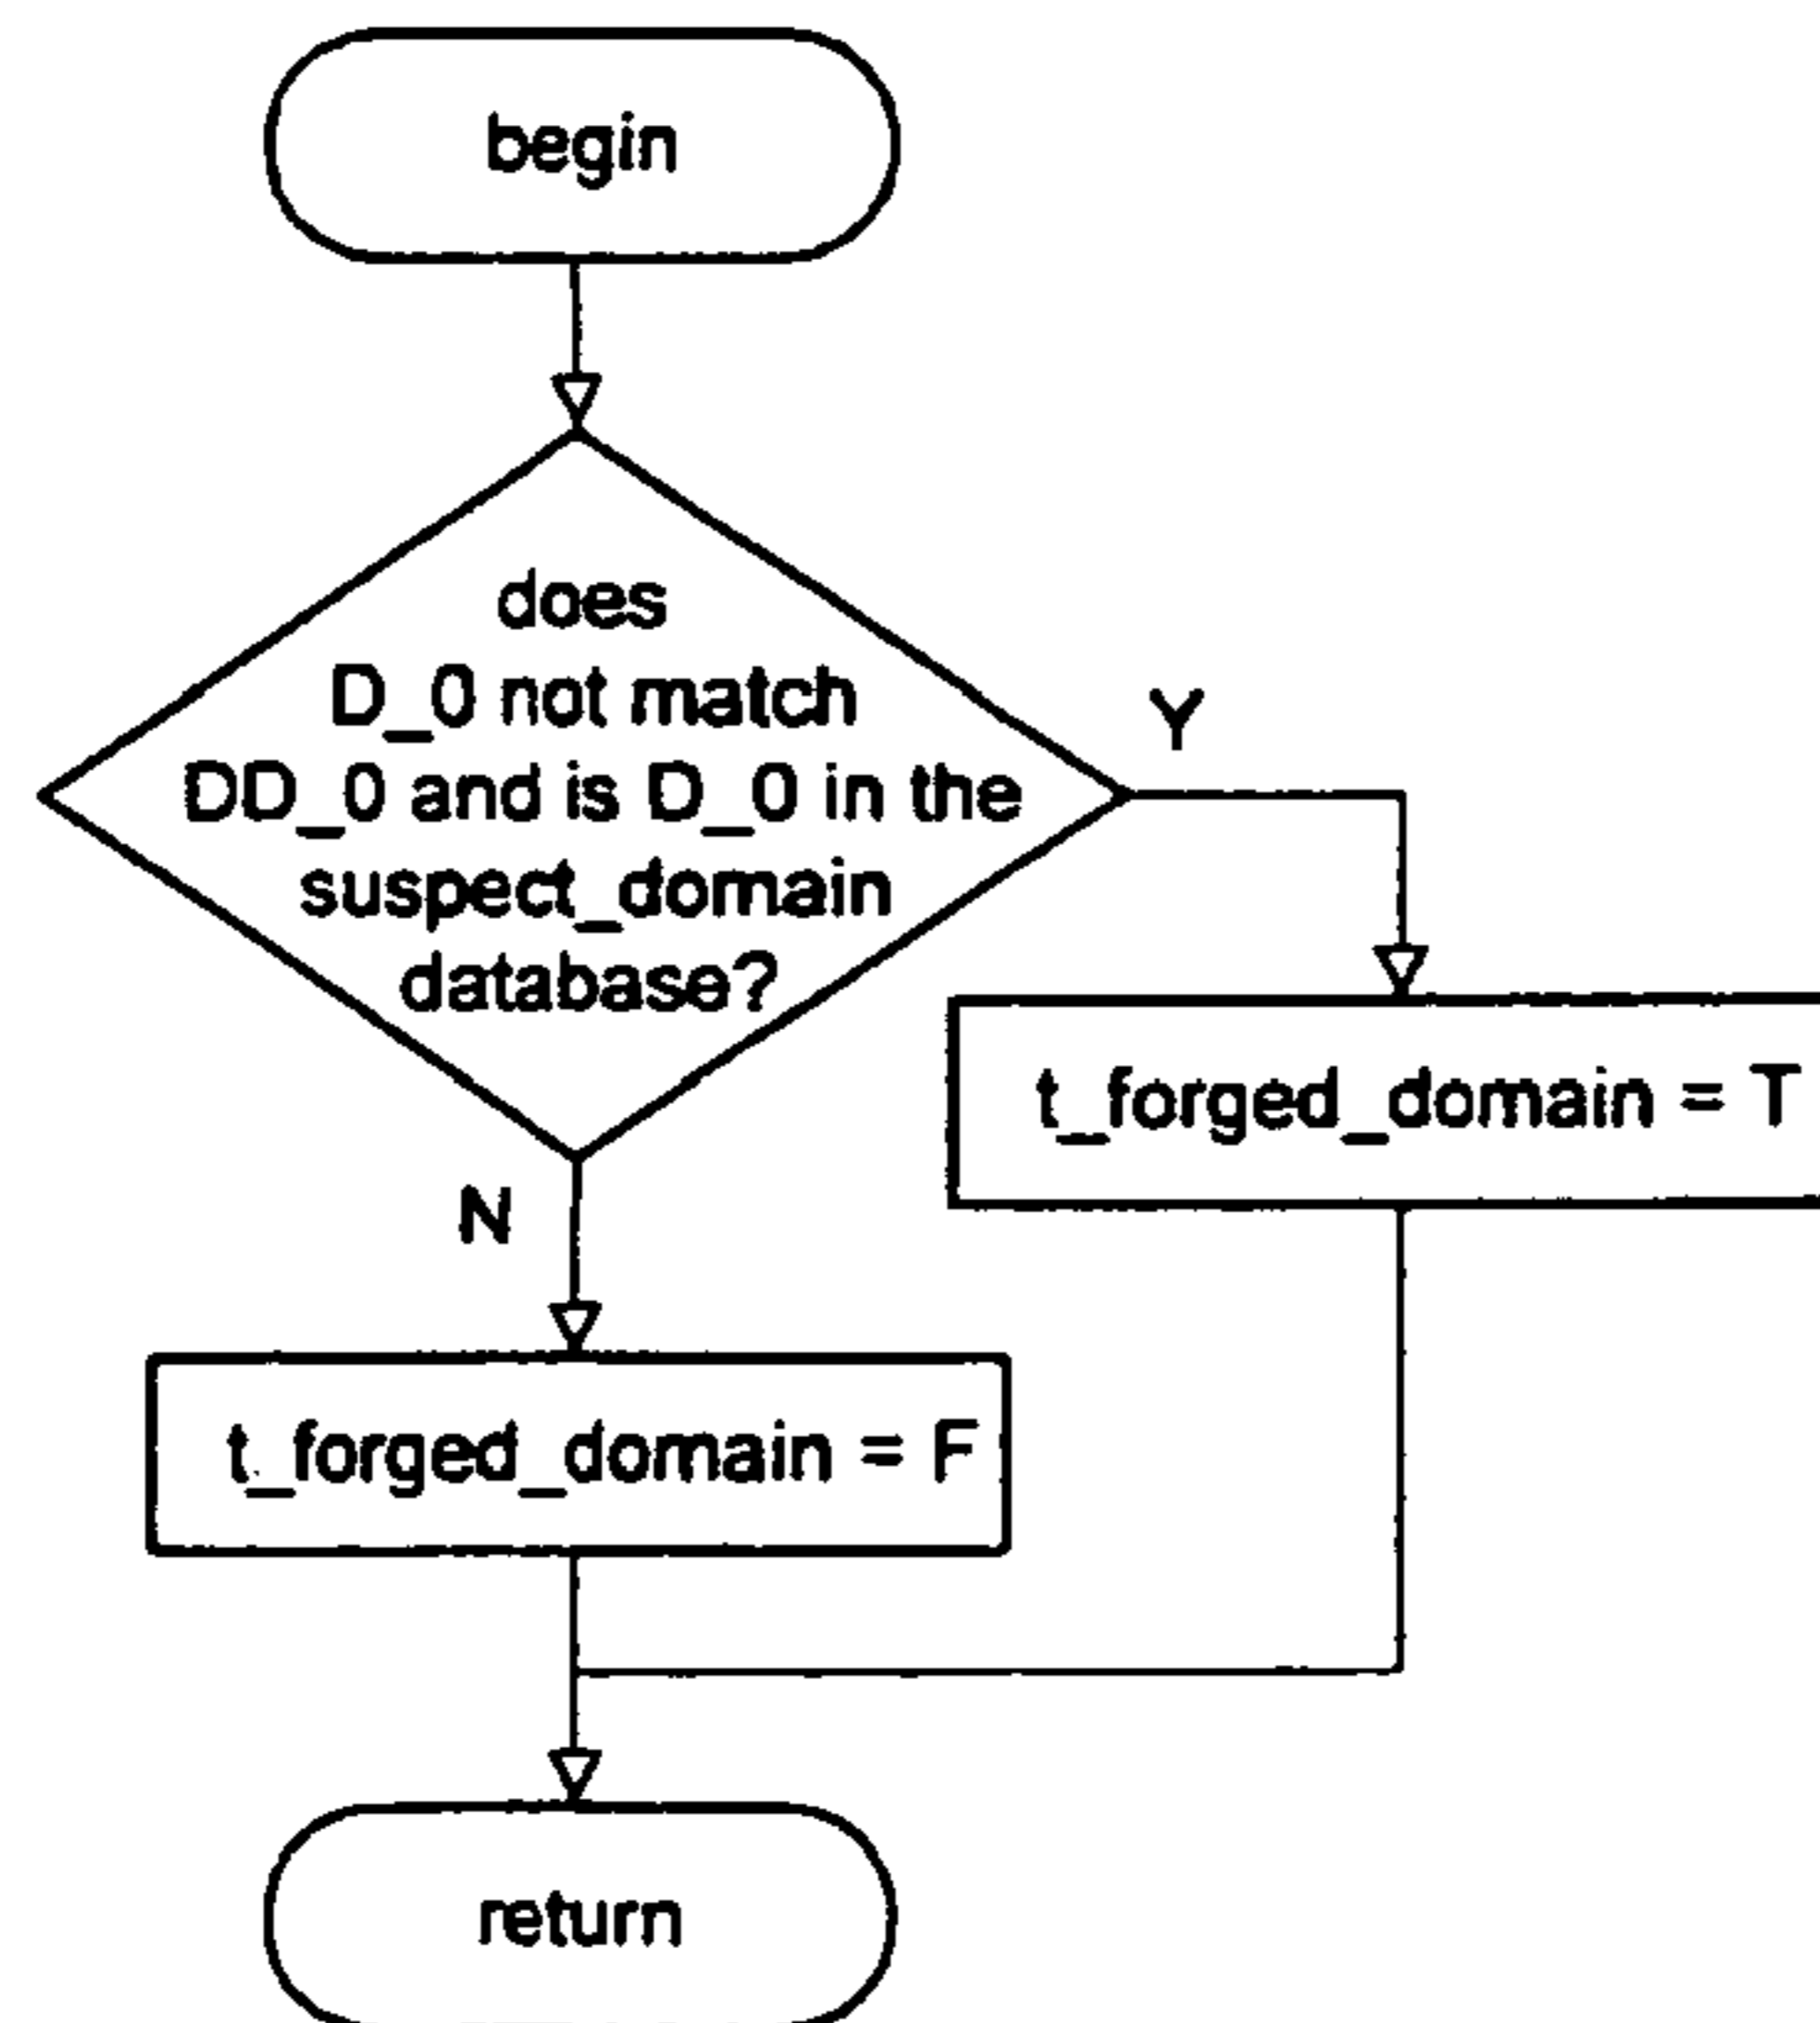 begin
does
D_0 not match
DD_0 and is D_0 in the
suspect_domain
database?
Y
t_forged_domain = T
N
t_forged_domain = F
return